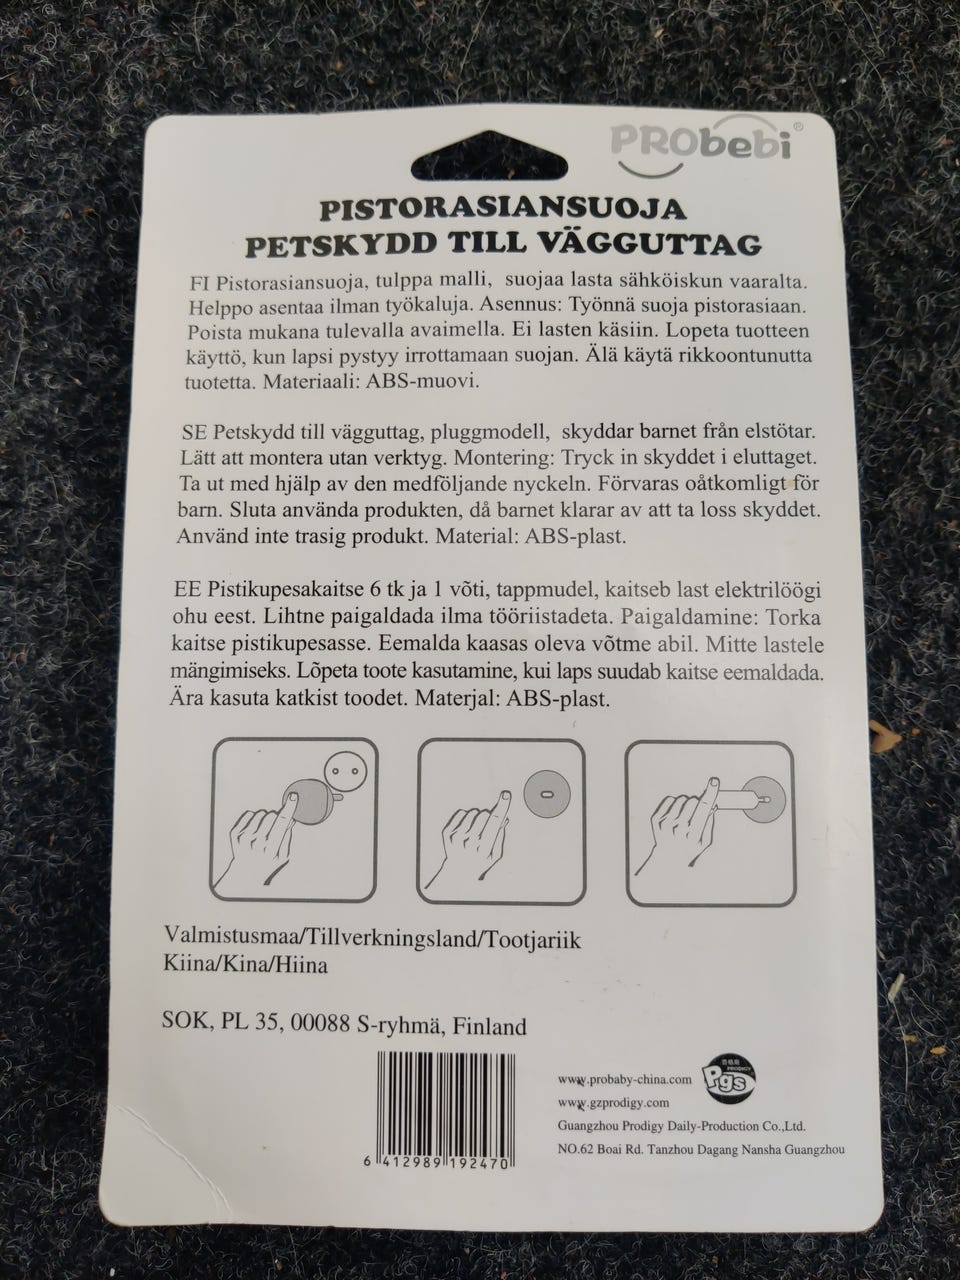 PRObebi®
PISTORASIANSUOJA
PETSKYDD TILL VÄGGUTTAG
FI Pistorasiansuoja, tulppa malli, suojaa lasta sähköiskun vaaralta.
Helppo asentaa ilman työkaluja. Asennus: Työnnä suoja pistorasiaan.
Poista mukana tulevalla avaimella. Ei lasten käsiin. Lopeta tuotteen
käyttö, kun lapsi pystyy irrottamaan suojan. Älä käytä rikkoontunutta
tuotetta. Materiaali: ABS-muovi.
SE Petskydd till vägguttag, pluggmodell, skyddar barnet från elstötar.
Lätt att montera utan verktyg. Montering: Tryck in skyddet i eluttaget.
Ta ut med hjälp av den medföljande nyckeln. Förvaras oåtkomligt för
barn. Sluta använda produkten, då barnet klarar av att ta loss skyddet.
Använd inte trasig produkt. Material: ABS-plast.
EE Pistikupesakaitse 6 tk ja 1 võti, tappmudel, kaitseb last elektrilöögi
ohu eest. Lihtne paigaldada ilma tööriistadeta. Paigaldamine: Torka
kaitse pistikupesasse. Eemalda kaasas oleva võtme abil. Mitte lastele
mängimiseks. Lõpeta toote kasutamine, kui laps suudab kaitse eemaldada.
Ära kasuta katkist toodet. Materjal: ABS-plast.
Valmistusmaa/Tillverkningsland/Tootjariik
Kiina/Kina/Hiina
SOK, PL 35, 00088 S-ryhmä, Finland
6 412989 192470
www.probaby-china.com
www.gzprodigy.com
Guangzhou Prodigy Daily-Production Co.,Ltd.
NO.62 Boai Rd. Tanzhou Dagang Nansha Guangzhou
PRODIGY
Pgs